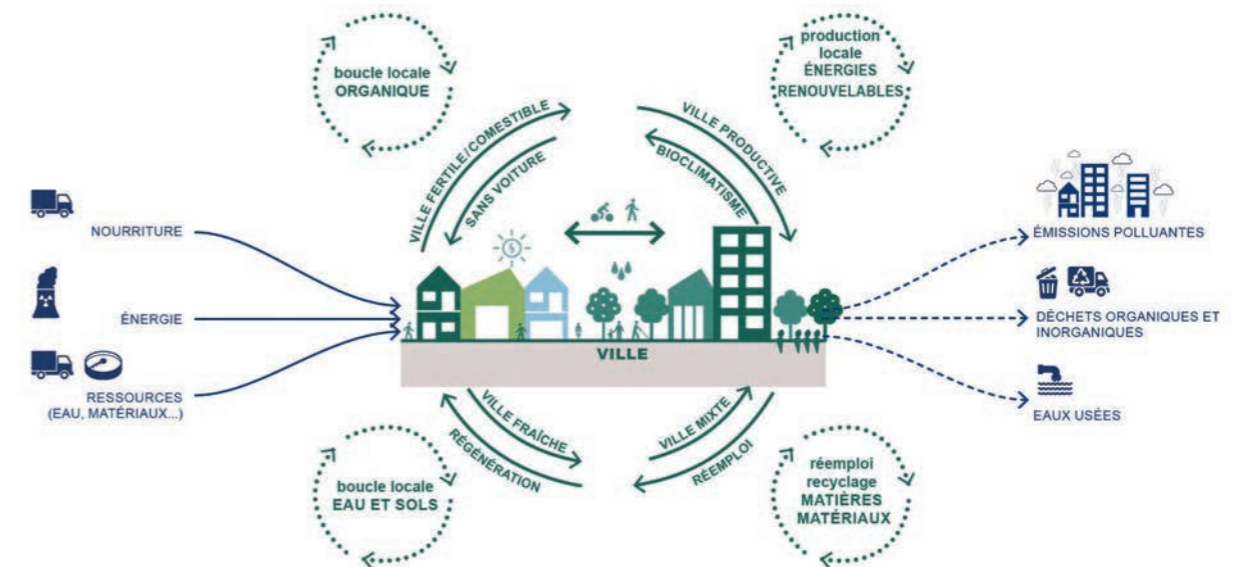 boucle locale
ORGANIQUE
production
locale
ÉNERGIES
RENOUVELABLES
VILLE FERTILE/COMESTIBLE
SANS VOITURE
VILLE PRODUCTIVE
BIOCLIMATISME
NOURRITURE
ÉNERGIE
RESSOURCES
(EAU, MATÉRIAUX...)
VILLE
ÉMISSIONS POLLUANTES
DÉCHETS ORGANIQUES ET
INORGANIQUES
EAUX USÉES
VILLE FRAÎCHE
RÉGÉNÉRATION
VILLE MIXTE
RÉEMPLOI
boucle locale
EAU ET SOLS
réemploi
recyclage
MATIÈRES
MATÉRIAUX